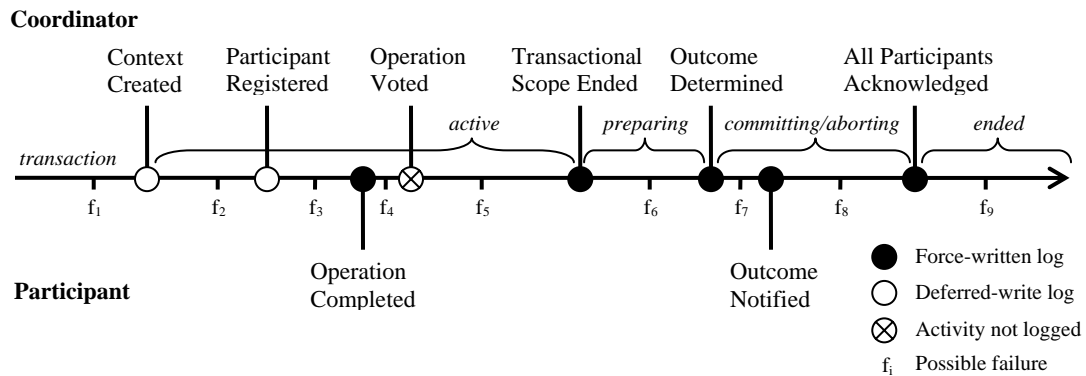 Coordinator
Context Created
Participant Registered
Operation Voted
Transactional Scope Ended
Outcome Determined
All Participants Acknowledged
transaction
active
preparing
committing/aborting
ended
f1
f2
f3
f4
f5
f6
f7
f8
f9
Operation Completed
Outcome Notified
Participant
Force-written log
Deferred-write log
Activity not logged
fi Possible failure